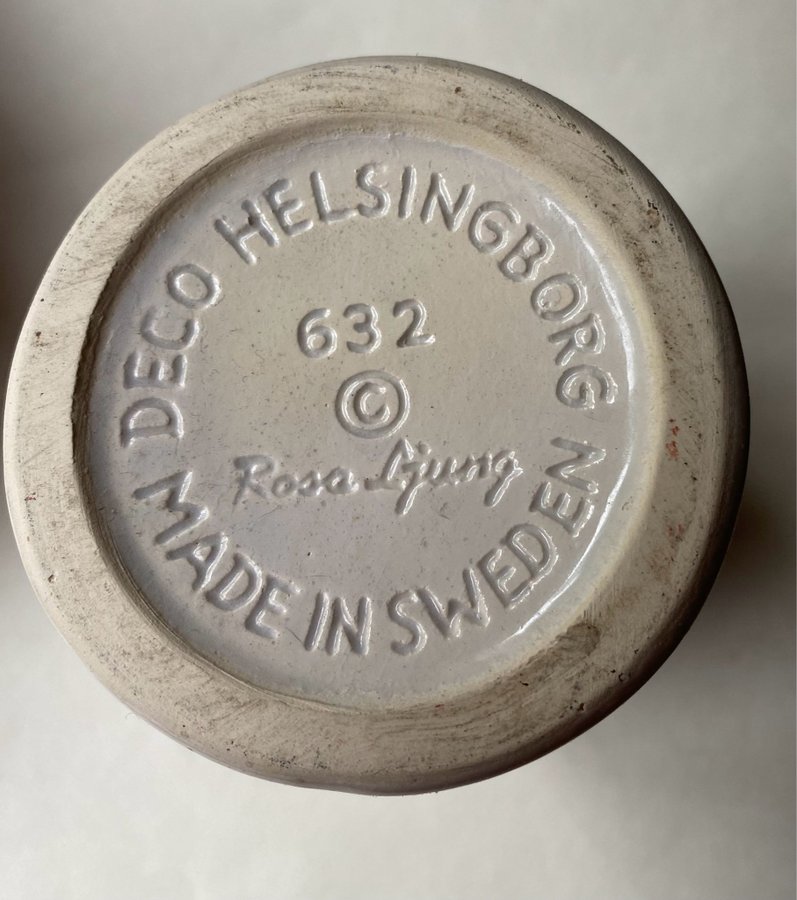 DECO HELSINGBORG
632
©
Rosa Ljung
MADE IN SWEDEN